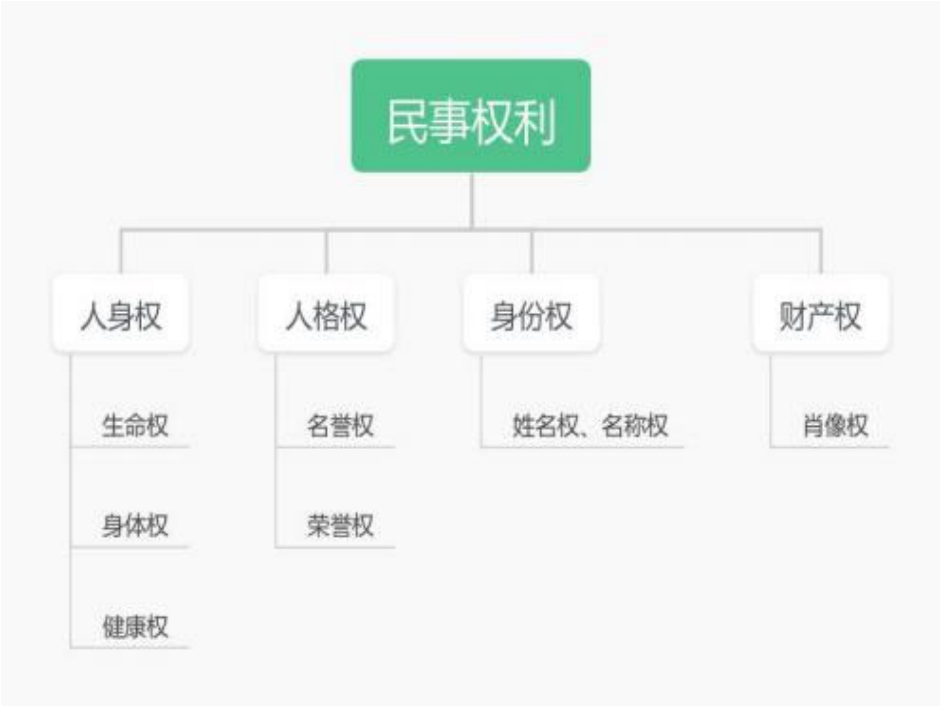 民事权利
人身权 人格权 身份权 财产权
生命权 名誉权 姓名权、名称权 肖像权
身体权 荣誉权
健康权